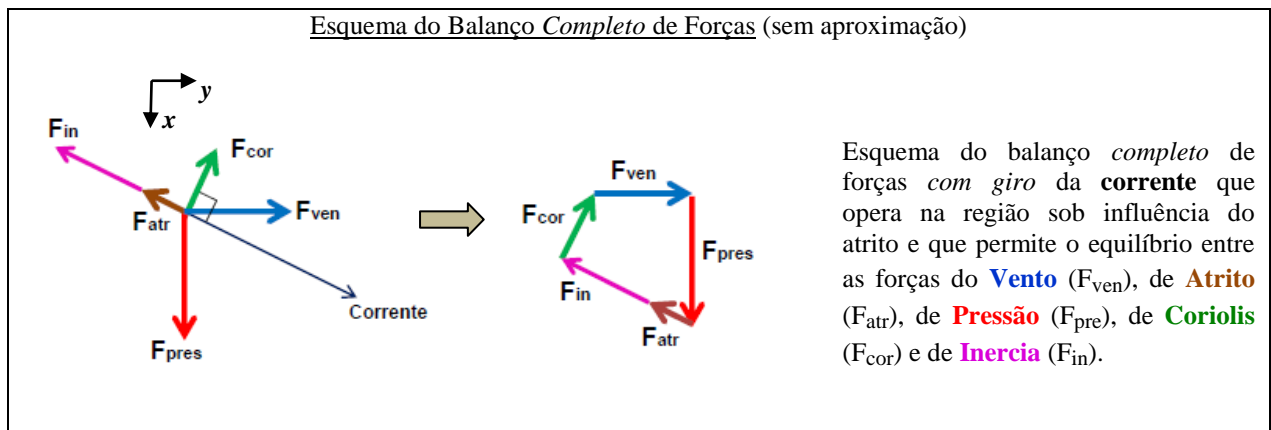 Esquema do Balanço Completo de Forças (sem aproximação)
y
x
Fin
Fcor
Fven
Fatr
Corrente
Fpres
Fven
Fcor
Fpres
Fin
Fatr
Esquema do balanço completo de
forças com giro da corrente que
opera na região sob influência do
atrito e que permite o equilíbrio entre
as forças do Vento (Fven), de Atrito
(Fatr), de Pressão (Fpre), de Coriolis
(Fcor) e de Inercia (Fin).